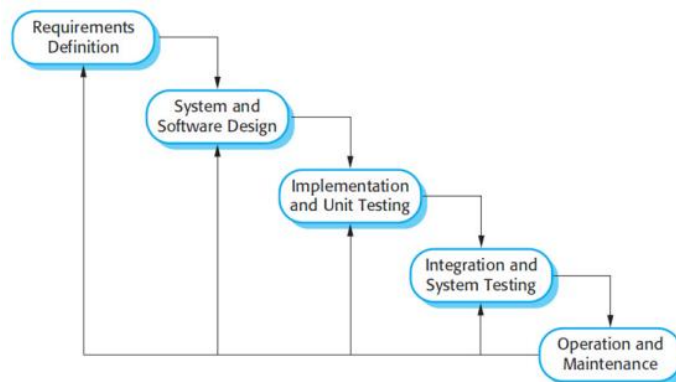 Requirements
Definition
System and
Software Design
Implementation
and Unit Testing
Integration and
System Testing
Operation and
Maintenance